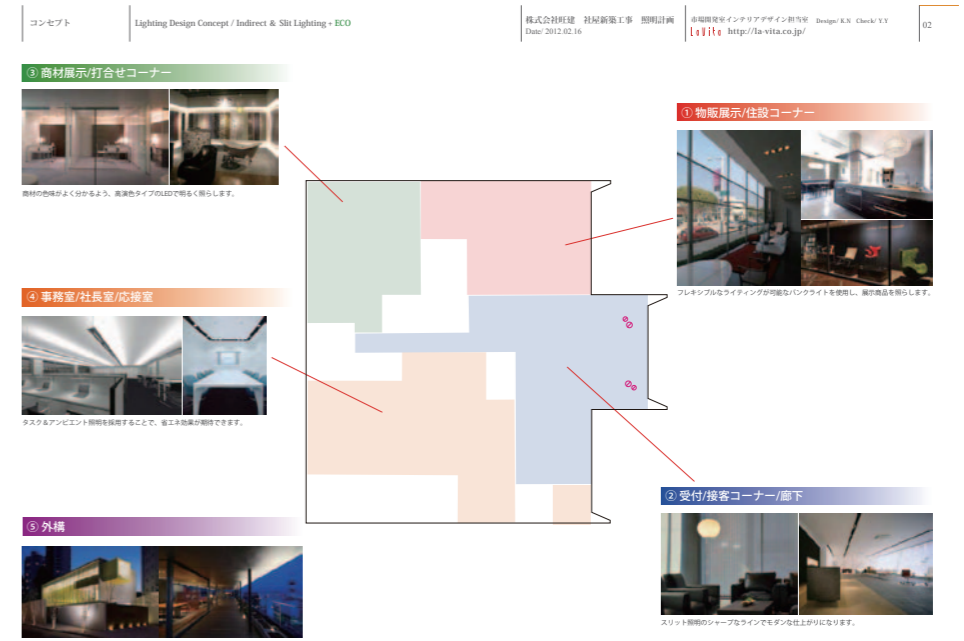 コンセプト
Lighting Design Concept / Indirect & Slit Lighting + ECO
株式会社旺建　社屋新築工事　照明計画
Date/ 2012.02.16
市場開発室インテリアデザイン担当室 Design/ K.N Check/ Y.Y
La Vita http://la-vita.co.jp/
02
③ 商材展示/打合せコーナー
商材の色味がよく分かるよう、高演色タイプのLEDで明るく照らします。
① 物販展示/住設コーナー
フレキシブルなライティングが可能なバンクライトを使用し、展示商品を照らします。
④ 事務室/社長室/応接室
タスク＆アンビエント照明を採用することで、省エネ効果が期待できます。
② 受付/接客コーナー/廊下
スリット照明のシャープなラインでモダンな仕上がりになります。
⑤ 外構